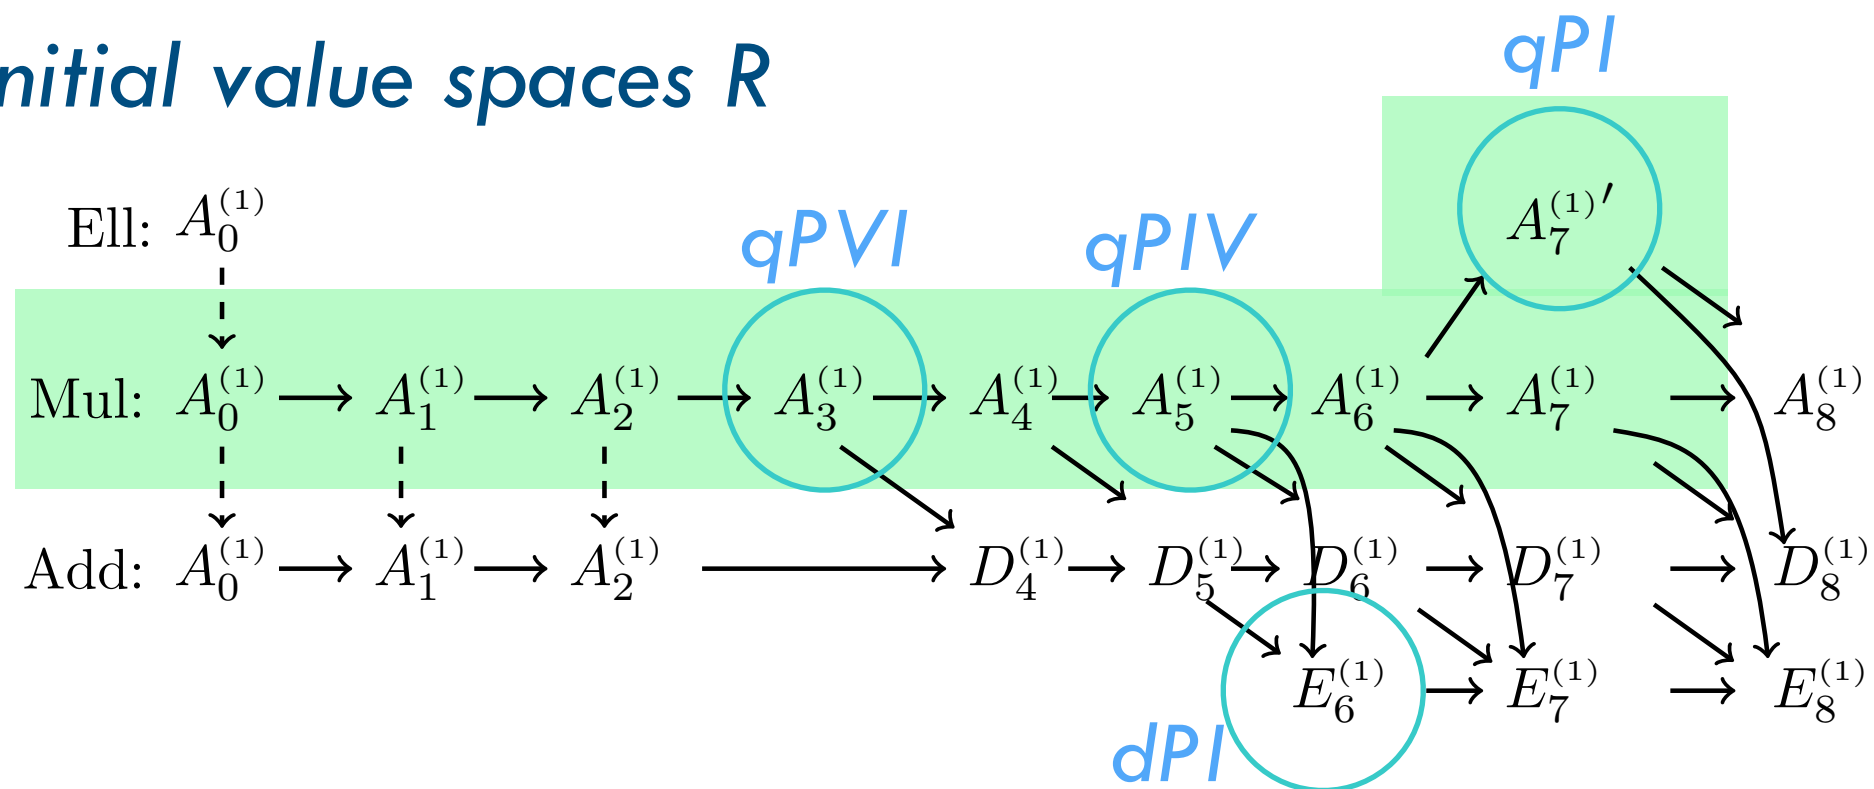 nitial value spaces R
qPI
Ell: A_0^{(1)} A_7^{(1)'}
qPVI qPIV
Mul: A_0^{(1)} A_1^{(1)} A_2^{(1)} A_3^{(1)} A_4^{(1)} A_5^{(1)} A_6^{(1)} A_7^{(1)} A_8^{(1)}
Add: A_0^{(1)} A_1^{(1)} A_2^{(1)} D_4^{(1)} D_5^{(1)} D_6^{(1)} D_7^{(1)} D_8^{(1)}
E_6^{(1)} E_7^{(1)} E_8^{(1)}
dPI